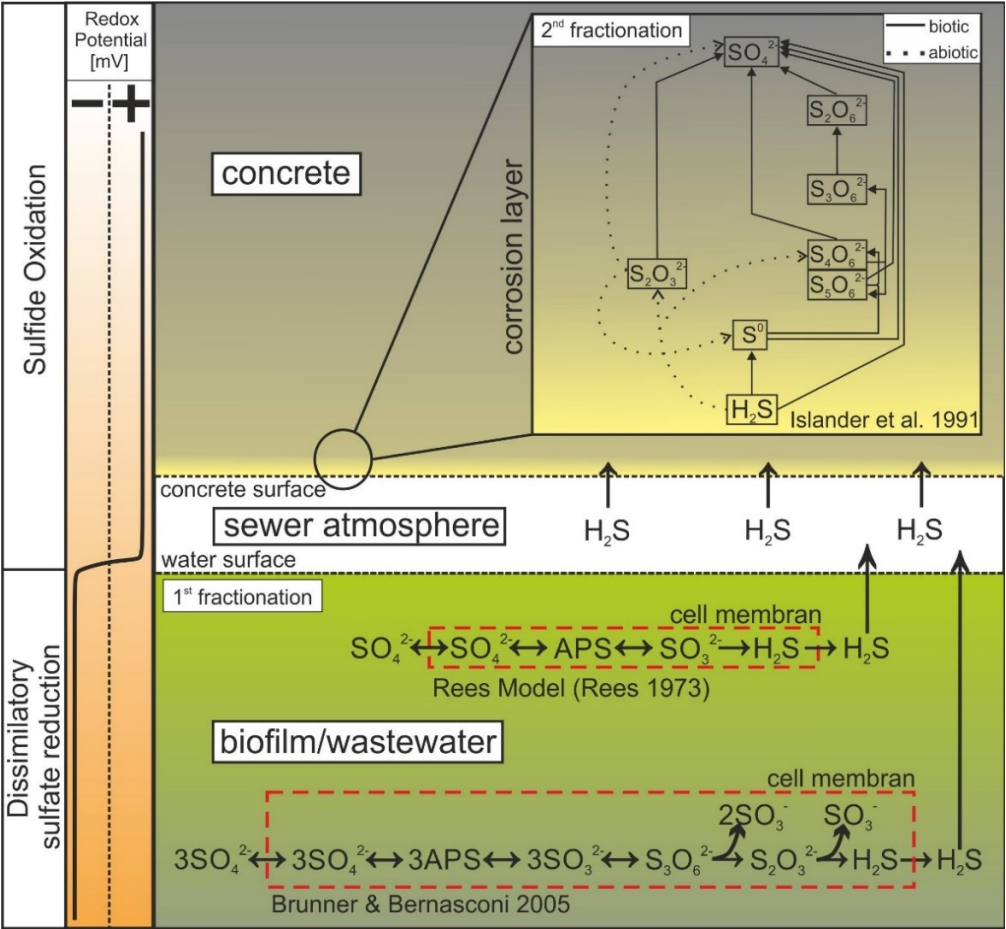 Redox
Potential
[mV]
− +
Sulfide Oxidation
Dissimilatory
sulfate reduction
concrete
corrosion layer
2nd fractionation
biotic
abiotic
SO₄²⁻
S₂O₆²⁻
S₃O₆²⁻
S₄O₆²⁻
S₂O₃²⁻
S₅O₆²⁻
S⁰
H₂S
Islander et al. 1991
concrete surface
sewer atmosphere
H₂S H₂S H₂S
water surface
1st fractionation
cell membran
SO₄²⁻ SO₄²⁻ APS SO₃²⁻ H₂S H₂S
Rees Model (Rees 1973)
biofilm/wastewater
cell membran
2SO₃⁻ SO₃⁻
3SO₄²⁻ 3SO₄²⁻ 3APS 3SO₃²⁻ S₃O₆²⁻ S₂O₃²⁻ H₂S H₂S
Brunner & Bernasconi 2005